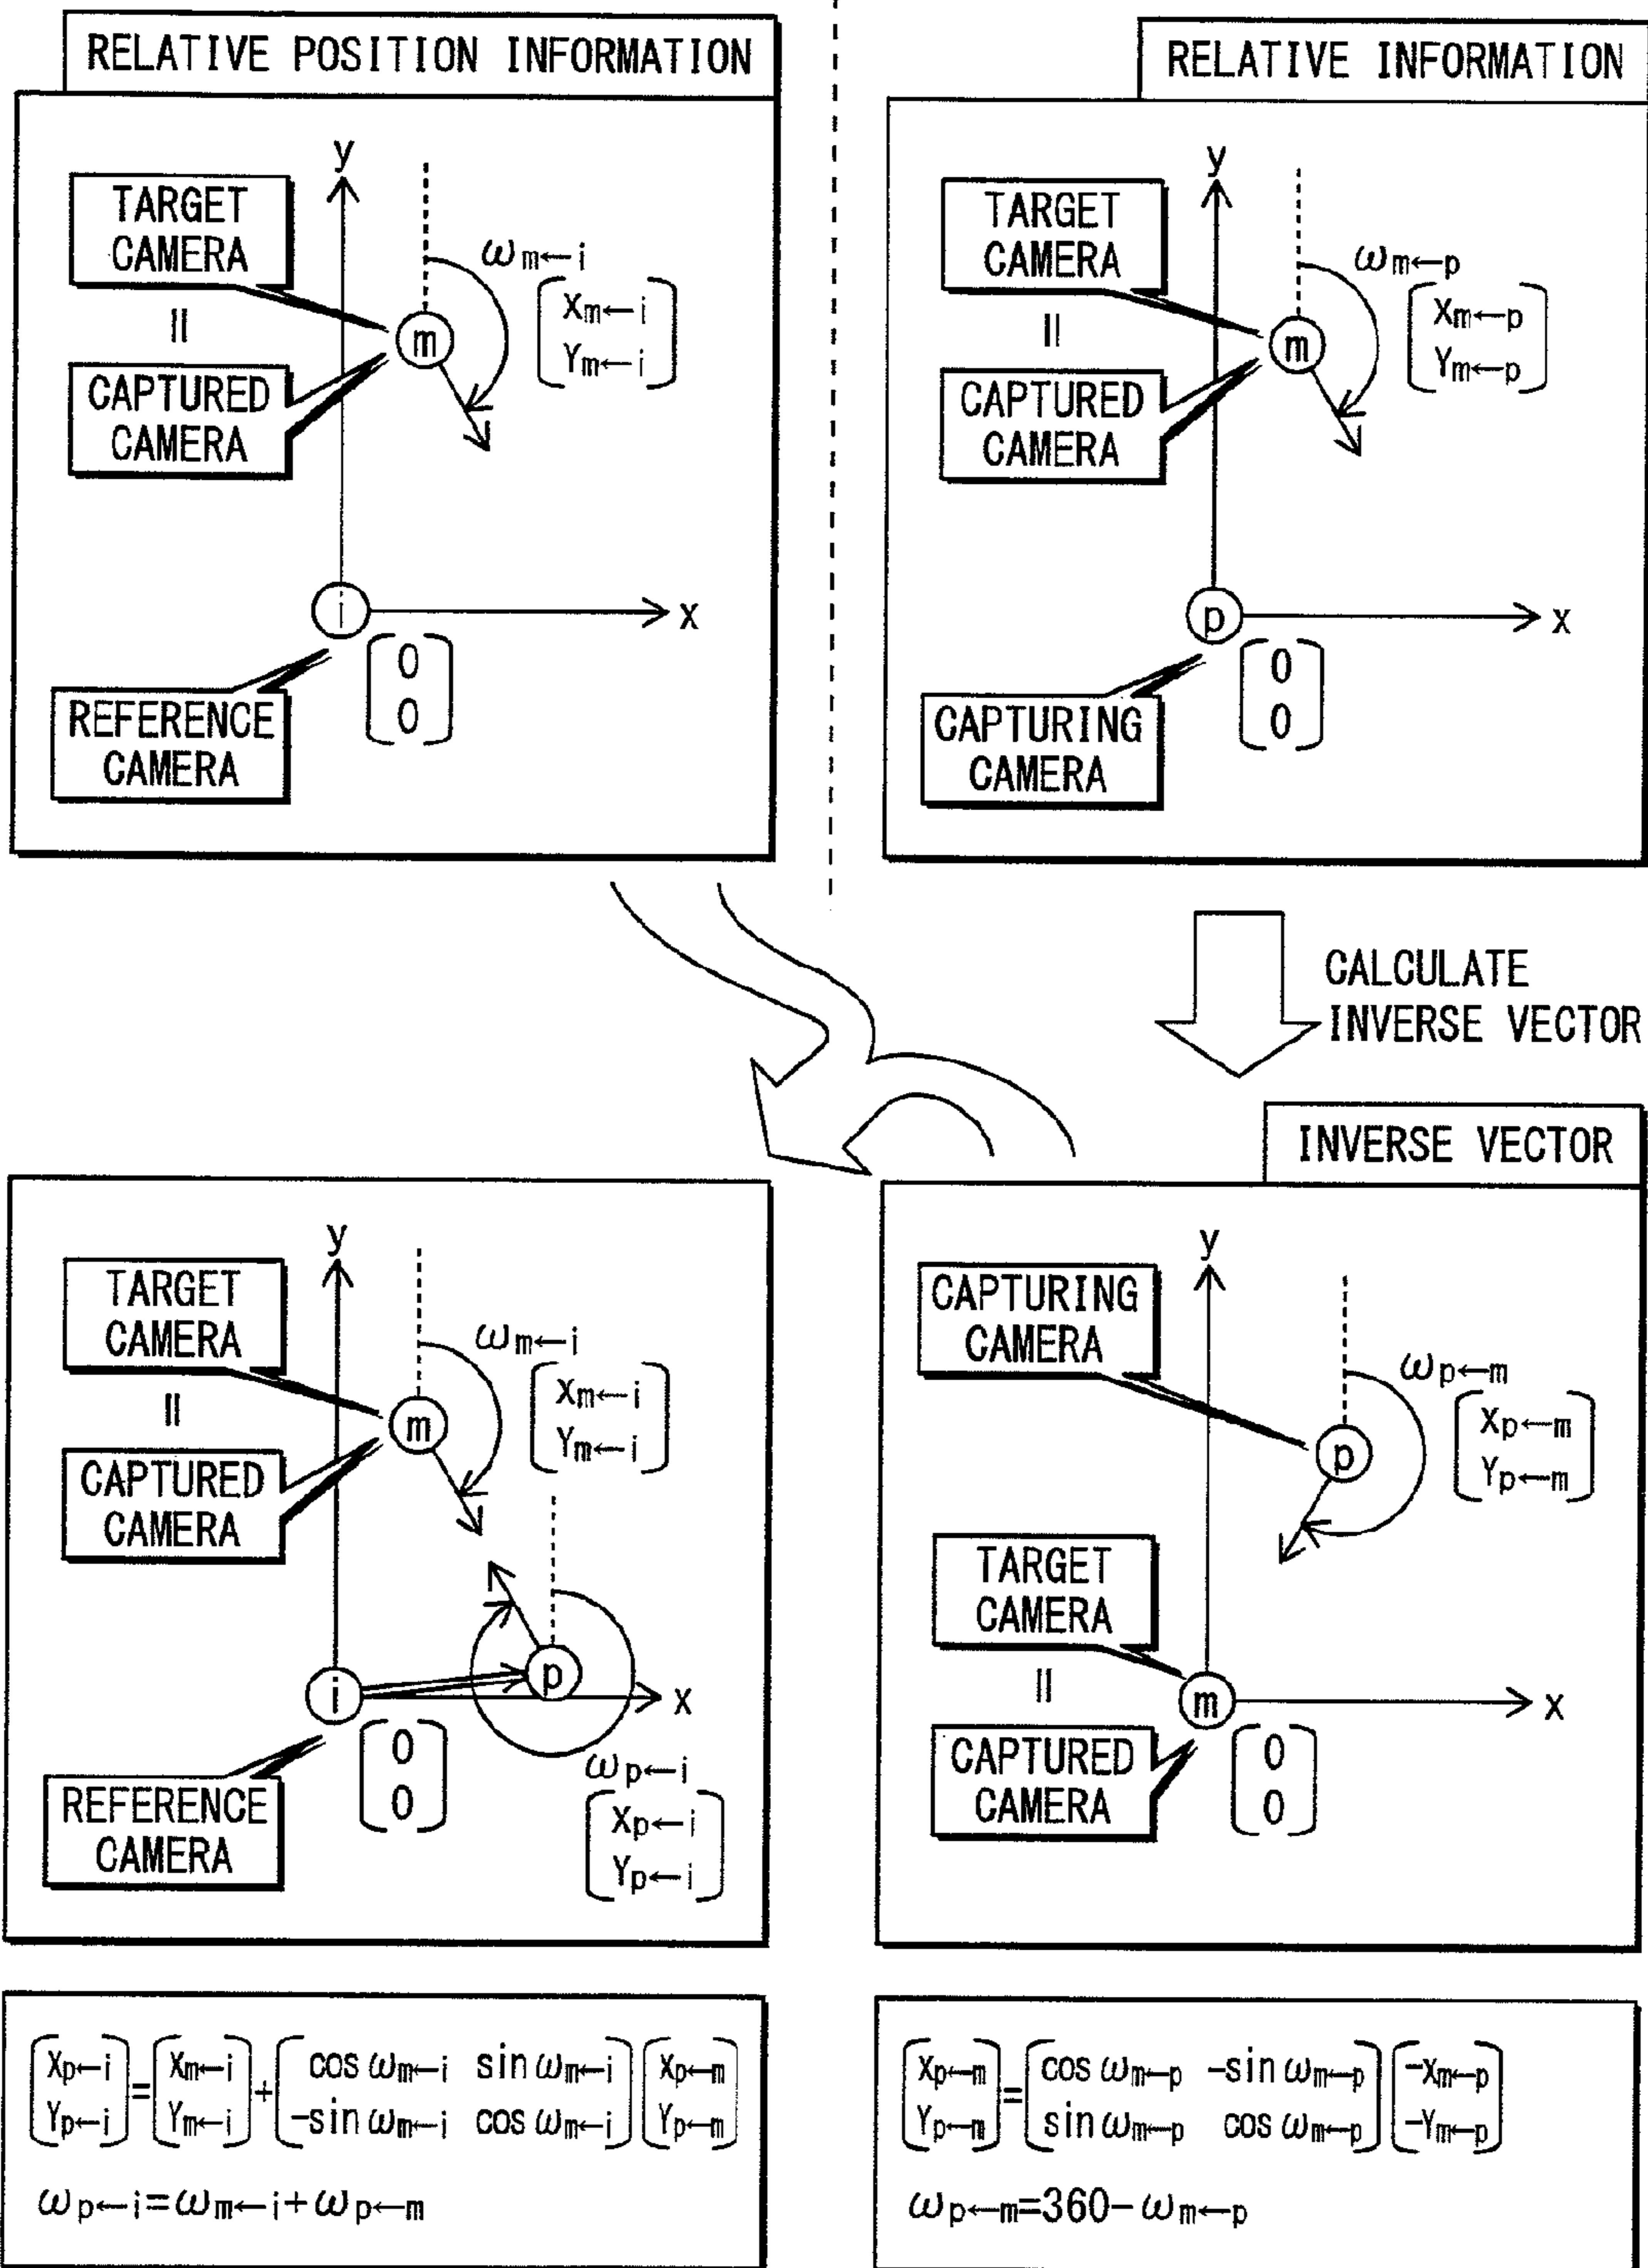 RELATIVE POSITION INFORMATION
y
TARGET
CAMERA
=
CAPTURED
CAMERA
m
ωm←i
Xm←i
Ym←i
i
x
0
0
REFERENCE
CAMERA
RELATIVE INFORMATION
y
TARGET
CAMERA
=
CAPTURED
CAMERA
m
ωm←p
Xm←p
Ym←p
p
x
0
0
CAPTURING
CAMERA
CALCULATE
INVERSE VECTOR
y
TARGET
CAMERA
=
CAPTURED
CAMERA
m
ωm←i
Xm←i
Ym←i
i
p
x
0
0
ωp←i
Xp←i
Yp←i
REFERENCE
CAMERA
INVERSE VECTOR
y
CAPTURING
CAMERA
ωp←m
Xp←m
Yp←m
p
TARGET
CAMERA
=
CAPTURED
CAMERA
m
x
0
0
[Xp←i Yp←i] = [Xm←i Ym←i] + [cos ωm←i sin ωm←i -sin ωm←i cos ωm←i] [Xp←m Yp←m]
ωp←i=ωm←i+ωp←m
[Xp←m Yp←m] = [cos ωm←p -sin ωm←p sin ωm←p cos ωm←p] [-Xm←p -Ym←p]
ωp←m=360-ωm←p